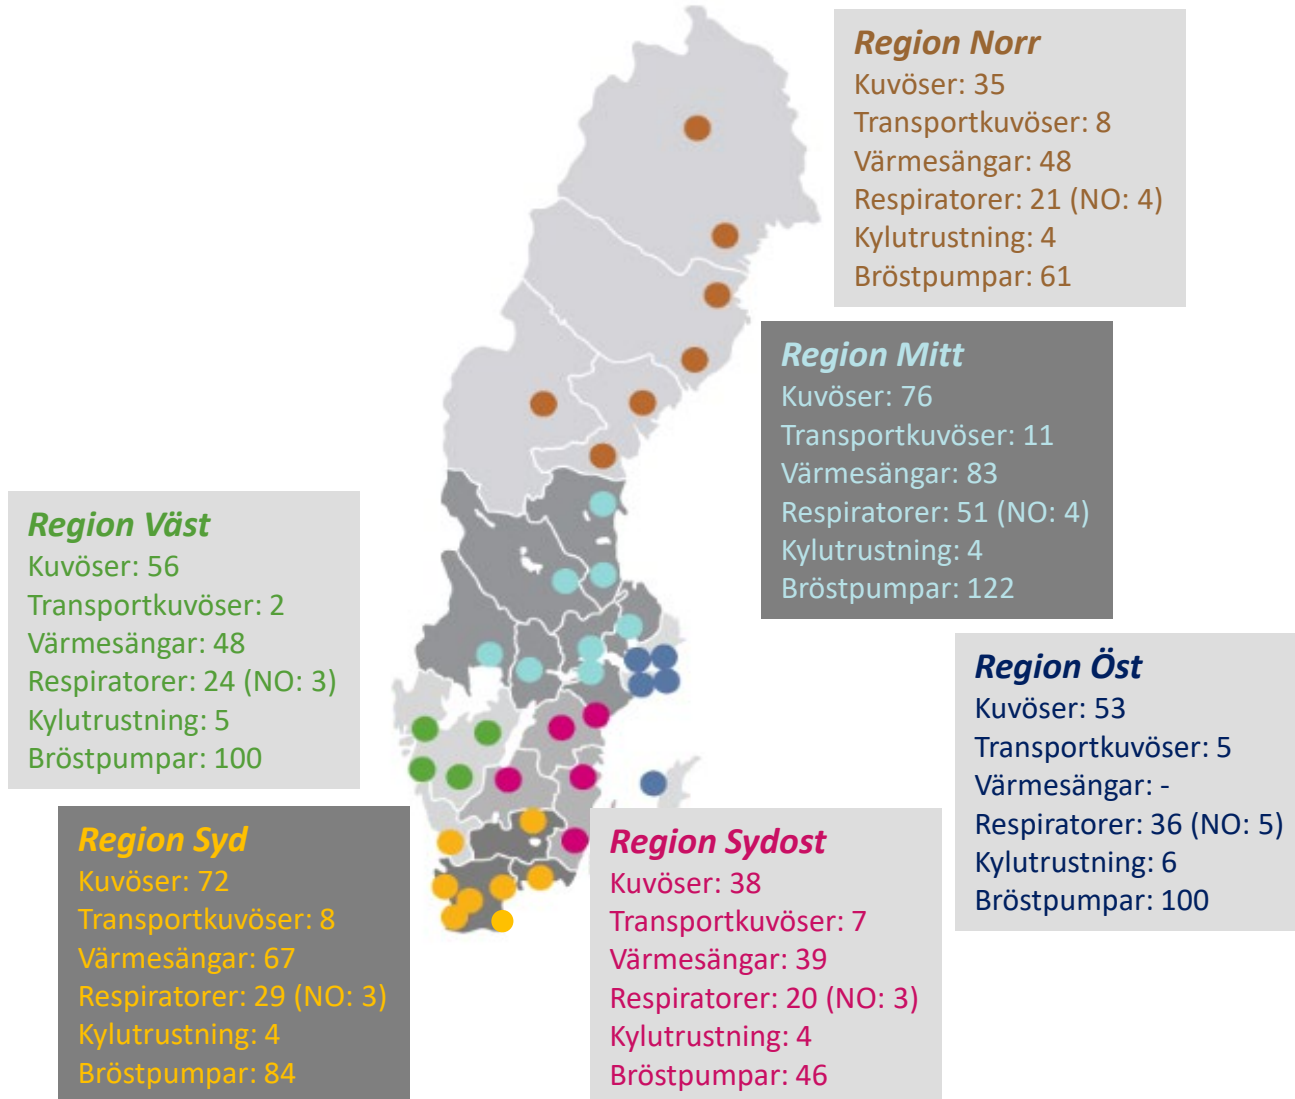 Region Norr
Kuvöser: 35
Transportkuvöser: 8
Värmesängar: 48
Respiratorer: 21 (NO: 4)
Kylutrustning: 4
Bröstpumpar: 61
Region Mitt
Kuvöser: 76
Transportkuvöser: 11
Värmesängar: 83
Respiratorer: 51 (NO: 4)
Kylutrustning: 4
Bröstpumpar: 122
Region Väst
Kuvöser: 56
Transportkuvöser: 2
Värmesängar: 48
Respiratorer: 24 (NO: 3)
Kylutrustning: 5
Bröstpumpar: 100
Region Öst
Kuvöser: 53
Transportkuvöser: 5
Värmesängar: -
Respiratorer: 36 (NO: 5)
Kylutrustning: 6
Bröstpumpar: 100
Region Syd
Kuvöser: 72
Transportkuvöser: 8
Värmesängar: 67
Respiratorer: 29 (NO: 3)
Kylutrustning: 4
Bröstpumpar: 84
Region Sydost
Kuvöser: 38
Transportkuvöser: 7
Värmesängar: 39
Respiratorer: 20 (NO: 3)
Kylutrustning: 4
Bröstpumpar: 46